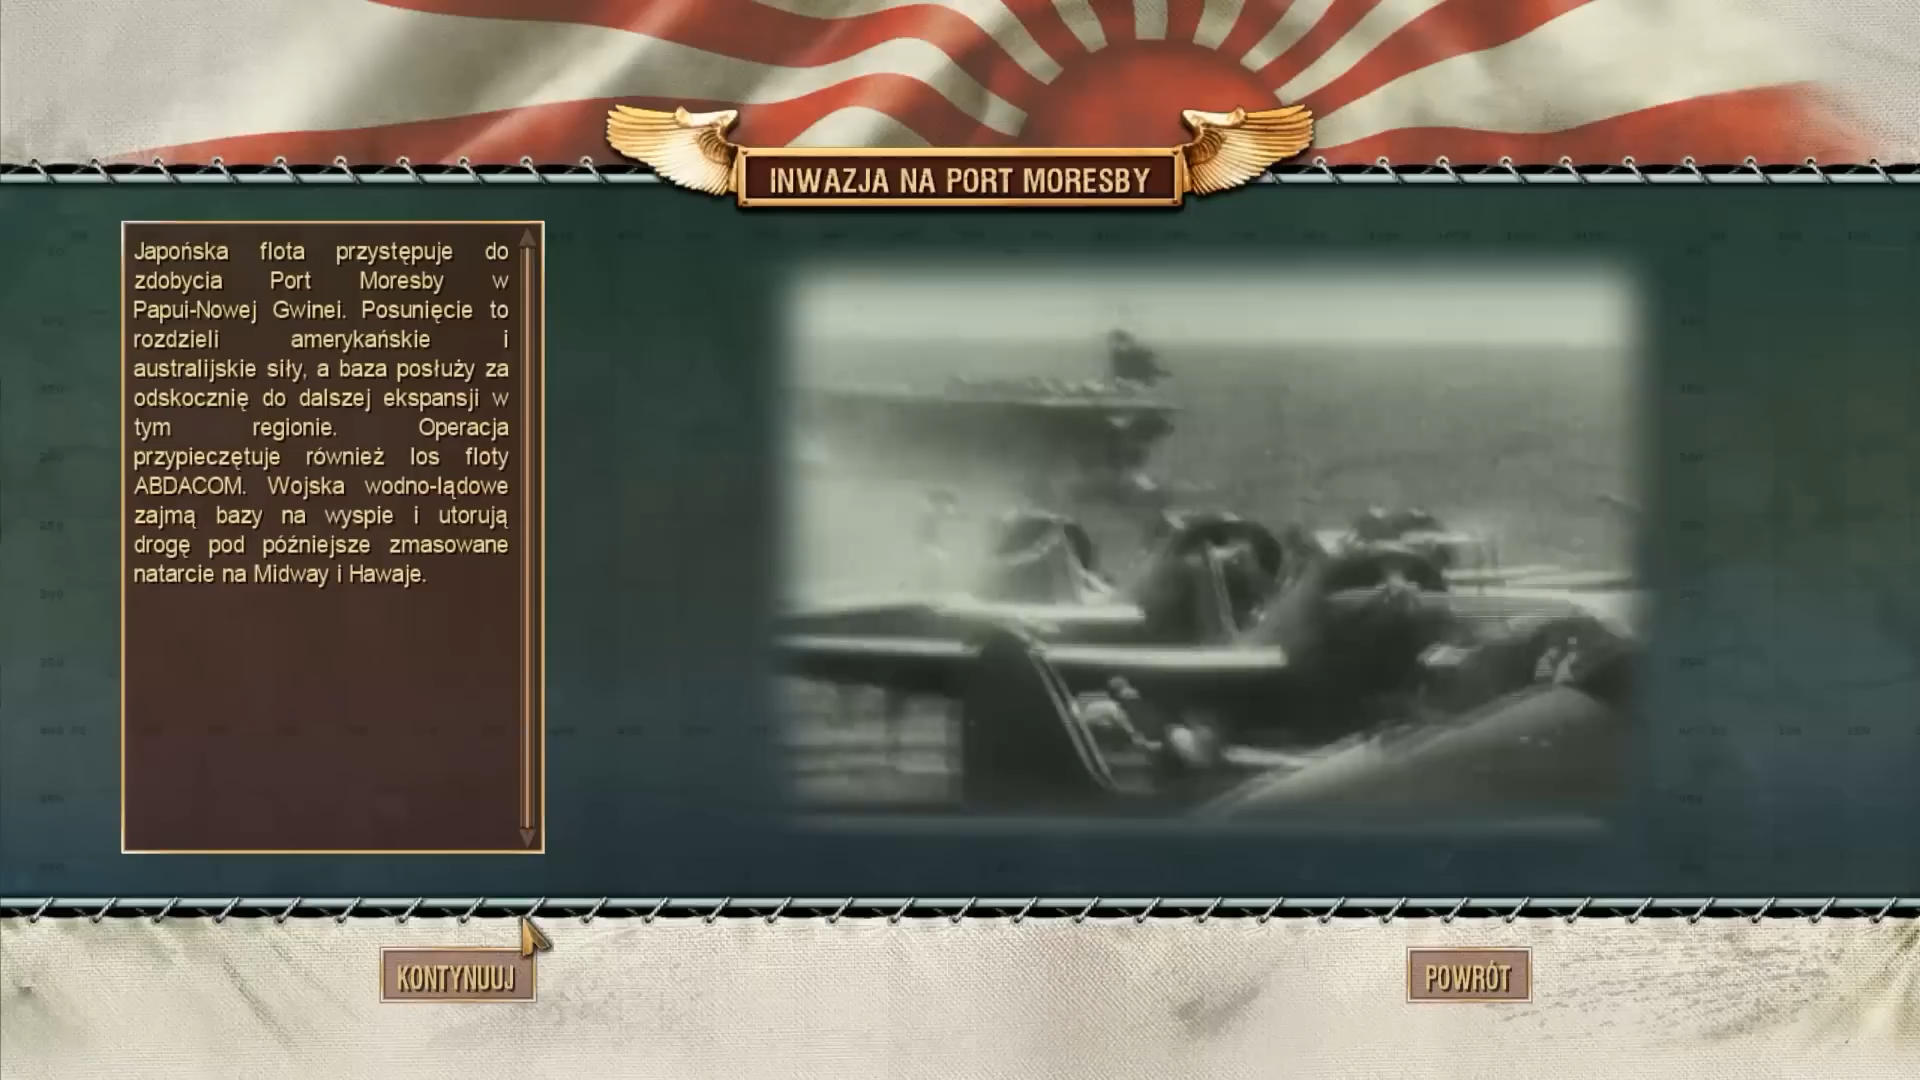 INWAZJA NA PORT MORESBY
Japońska flota przystępuje do
zdobycia Port Moresby w
Papui-Nowej Gwinei. Posunięcie to
rozdzieli amerykańskie i
australijskie siły, a baza posłuży za
odskocznię do dalszej ekspansji w
tym regionie. Operacja
przypieczętuje również los floty
ABDACOM. Wojska wodno-lądowe
zajmą bazy na wyspie i utorują
drogę pod późniejsze zmasowane
natarcie na Midway i Hawaje.
KONTYNUUJ
POWRÓT